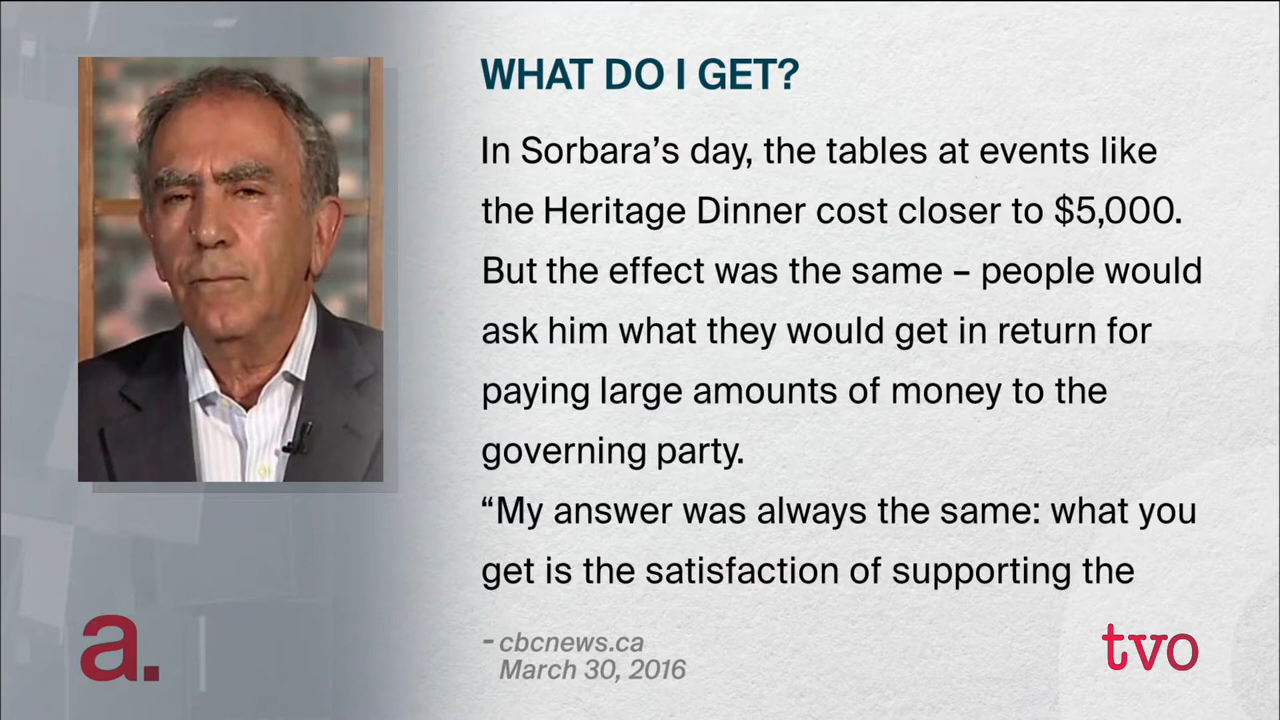 WHAT DO I GET?
In Sorbara's day, the tables at events like
the Heritage Dinner cost closer to $5,000.
But the effect was the same – people would
ask him what they would get in return for
paying large amounts of money to the
governing party.
“My answer was always the same: what you
get is the satisfaction of supporting the
– cbcnews.ca
March 30, 2016
a.
tvo